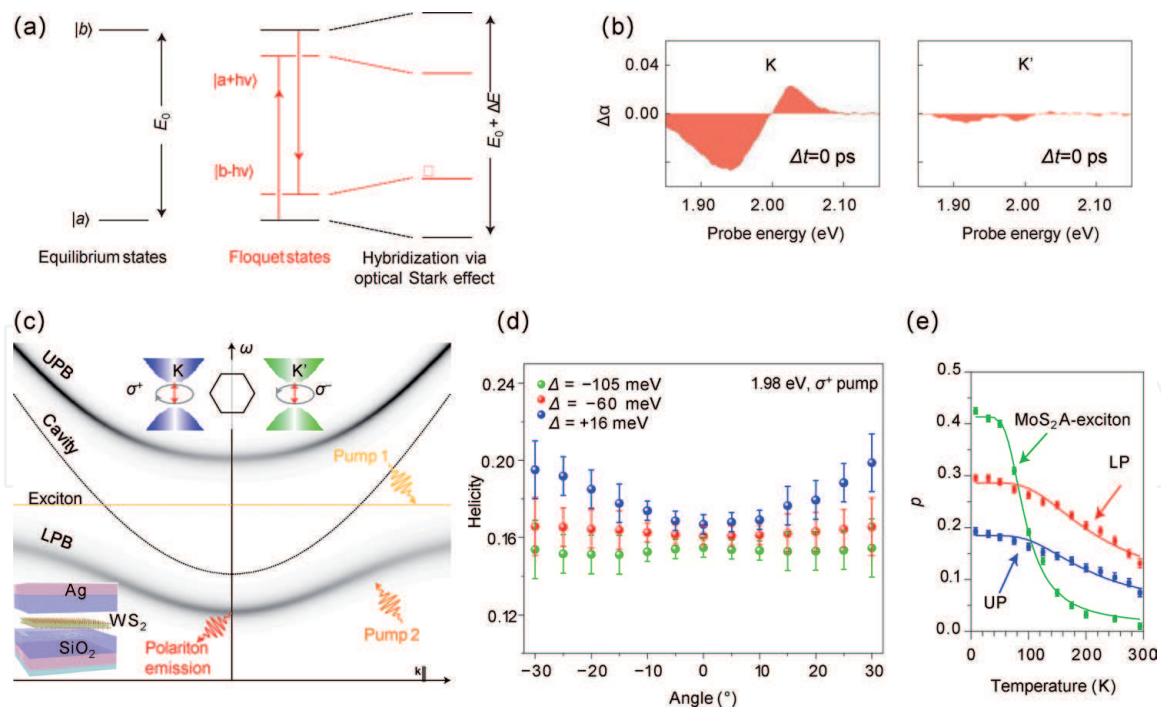 (a)
|b⟩
E₀
|a⟩
Equilibrium states
|a+hν⟩
|b-hν⟩
Floquet states
E₀ + ΔE
Hybridization via
optical Stark effect
(b)
Δα
0.04
0.00
K
Δt=0 ps
1.90 2.00 2.10
Probe energy (eV)
K'
Δt=0 ps
1.90 2.00 2.10
Probe energy (eV)
(c)
UPB
Cavity
Exciton
LPB
ω
K
σ⁺
K'
σ⁻
Pump 1
Pump 2
Polariton
emission
k||
Ag
WS₂
SiO₂
(d)
Helicity
0.24
0.20
0.16
0.12
Δ = −105 meV
Δ = −60 meV
Δ = +16 meV
1.98 eV, σ⁺ pump
−30 −20 −10 0 10 20 30
Angle (°)
(e)
p
0.5
0.4
0.3
0.2
0.1
0.0
MoS₂A-exciton
LP
UP
0 100 200 300
Temperature (K)